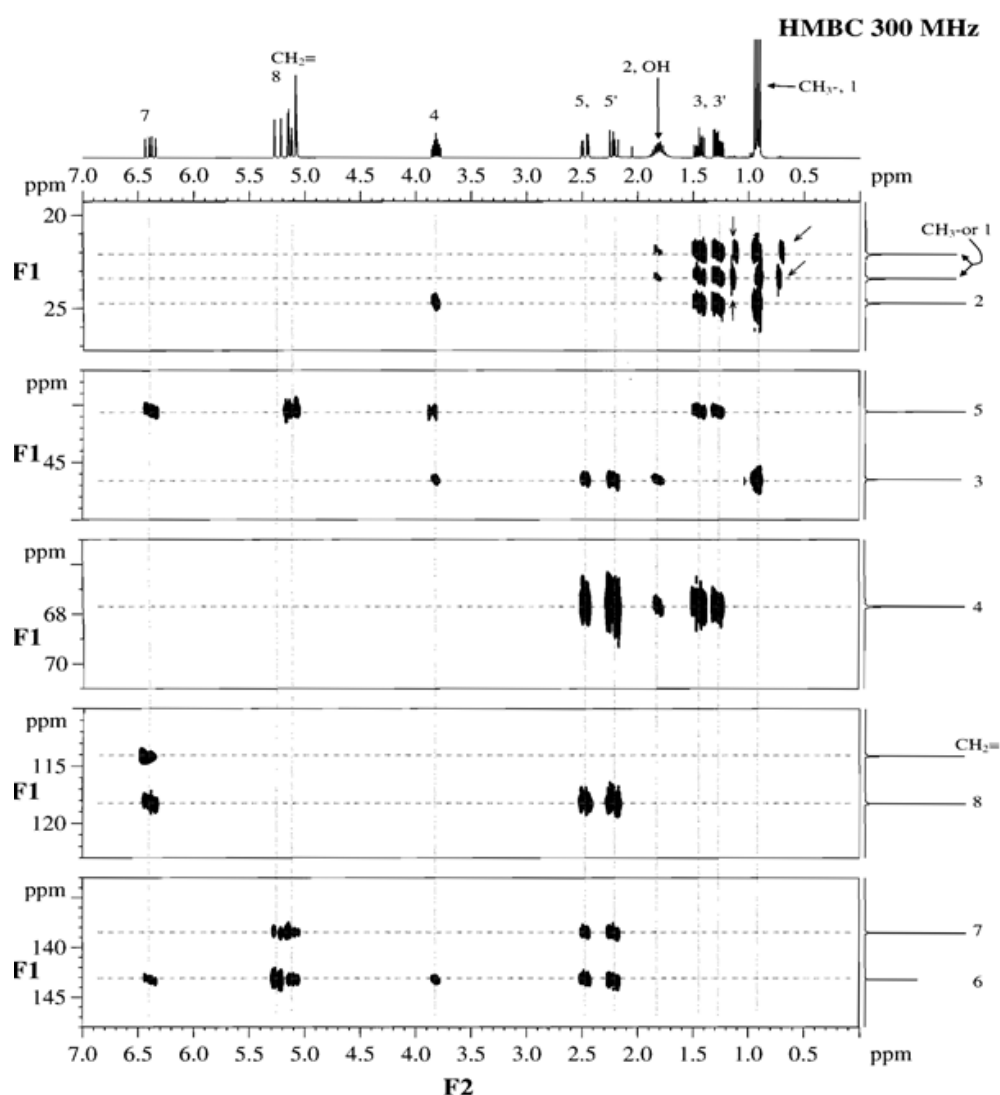 HMBC 300 MHz
CH₂=
8
2, OH
CH₃-, 1
7
4
5, 5'
3, 3'
ppm 7.0 6.5 6.0 5.5 5.0 4.5 4.0 3.5 3.0 2.5 2.0 1.5 1.0 0.5 ppm
20
F1
25
CH₃-or 1
2
ppm
F1 45
5
3
ppm
68
F1
70
4
ppm
115
F1
120
CH₂=
8
ppm
140
F1
145
7
6
7.0 6.5 6.0 5.5 5.0 4.5 4.0 3.5 3.0 2.5 2.0 1.5 1.0 0.5 ppm
F2